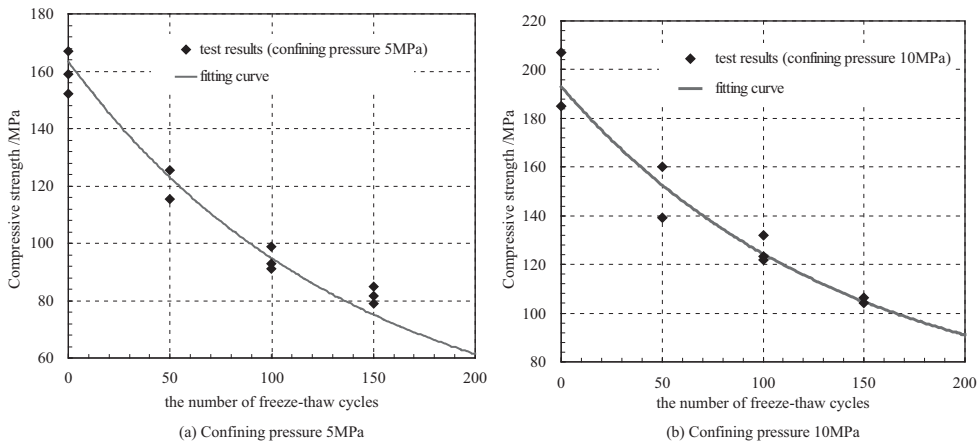 180
160
140
120
100
80
60
Compressive strength /MPa
test results (confining pressure 5MPa)
fitting curve
0 50 100 150 200
the number of freeze-thaw cycles
(a) Confining pressure 5MPa
220
200
180
160
140
120
100
80
Compressive strength /MPa
test results (confining pressure 10MPa)
fitting curve
0 50 100 150 200
the number of freeze-thaw cycles
(b) Confining pressure 10MPa